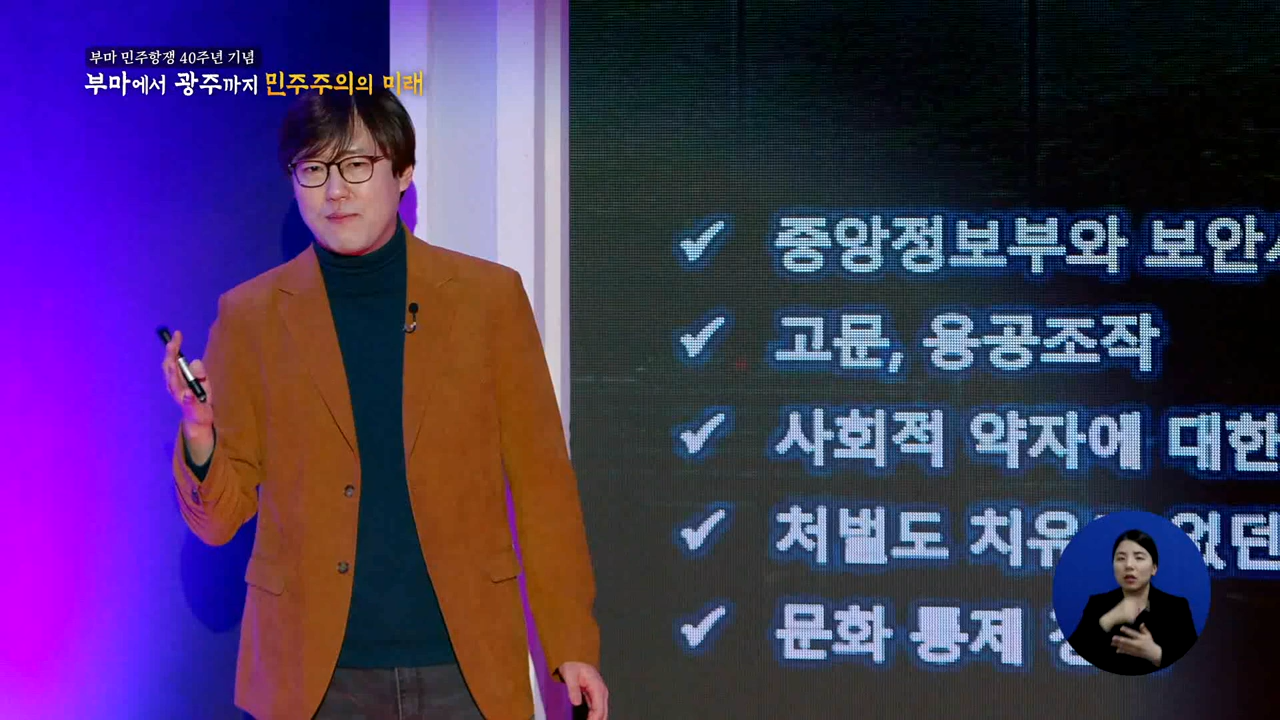 부마 민주항쟁 40주년 기념
부마에서 광주까지 민주주의의 미래
✔ 중앙정보부와 보안
✔ 고문, 용공조작
✔ 사회적 약자에 대한
✔ 처벌도 치유 없던
✔ 문화 통제